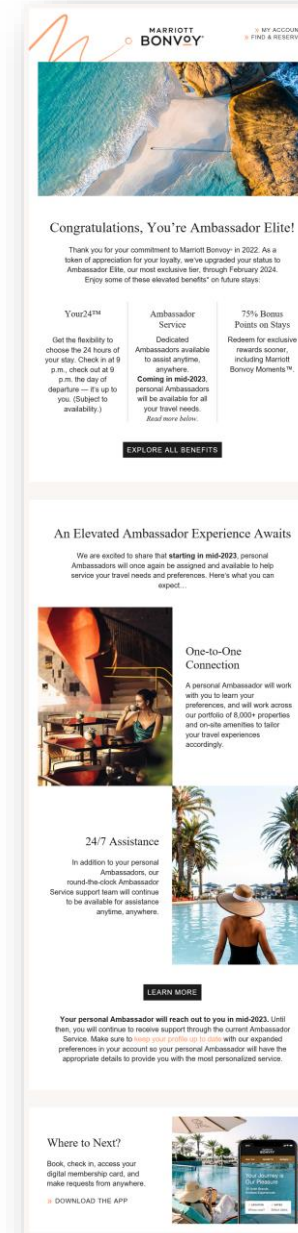 MARRIOTT
BONVOY
» MY ACCOUN
» FIND & RESERV
Congratulations, You're Ambassador Elite!
Thank you for your commitment to Marriott Bonvoy® in 2022. As a
token of appreciation for your loyalty, we've upgraded your status to
Ambassador Elite, our most exclusive tier, through February 2024.
Enjoy some of these elevated benefits* on future stays:
Your24™
Get the flexibility to
choose the 24 hours of
your stay. Check in at 9
p.m., check out at 9
p.m. the day of
departure — it's up to
you. (Subject to
availability.)
Ambassador
Service
Dedicated
Ambassadors available
to assist anytime,
anywhere.
Coming in mid-2023,
personal Ambassadors
will be available for all
your travel needs.
Read more below.
75% Bonus
Points on Stays
Redeem for exclusive
rewards sooner,
including Marriott
Bonvoy Moments™.
EXPLORE ALL BENEFITS
An Elevated Ambassador Experience Awaits
We are excited to share that starting in mid-2023, personal
Ambassadors will once again be assigned and available to help
service your travel needs and preferences. Here's what you can
expect…
One-to-One
Connection
A personal Ambassador will work
with you to learn your
preferences, and will work across
our portfolio of 8,000+ properties
and on-site amenities to tailor
your travel experiences
accordingly.
24/7 Assistance
In addition to your personal
Ambassadors, our
round-the-clock Ambassador
Service support team will continue
to be available for assistance
anytime, anywhere.
LEARN MORE
Your personal Ambassador will reach out to you in mid-2023. Until
then, you will continue to receive support through the current Ambassador
Service. Make sure to keep your profile up to date with our expanded
preferences in your account so your personal Ambassador will have the
appropriate details to provide you with the most personalized service.
Where to Next?
Book, check in, access your
digital membership card, and
make requests from anywhere.
» DOWNLOAD THE APP
Your Journey is
Our Pleasure